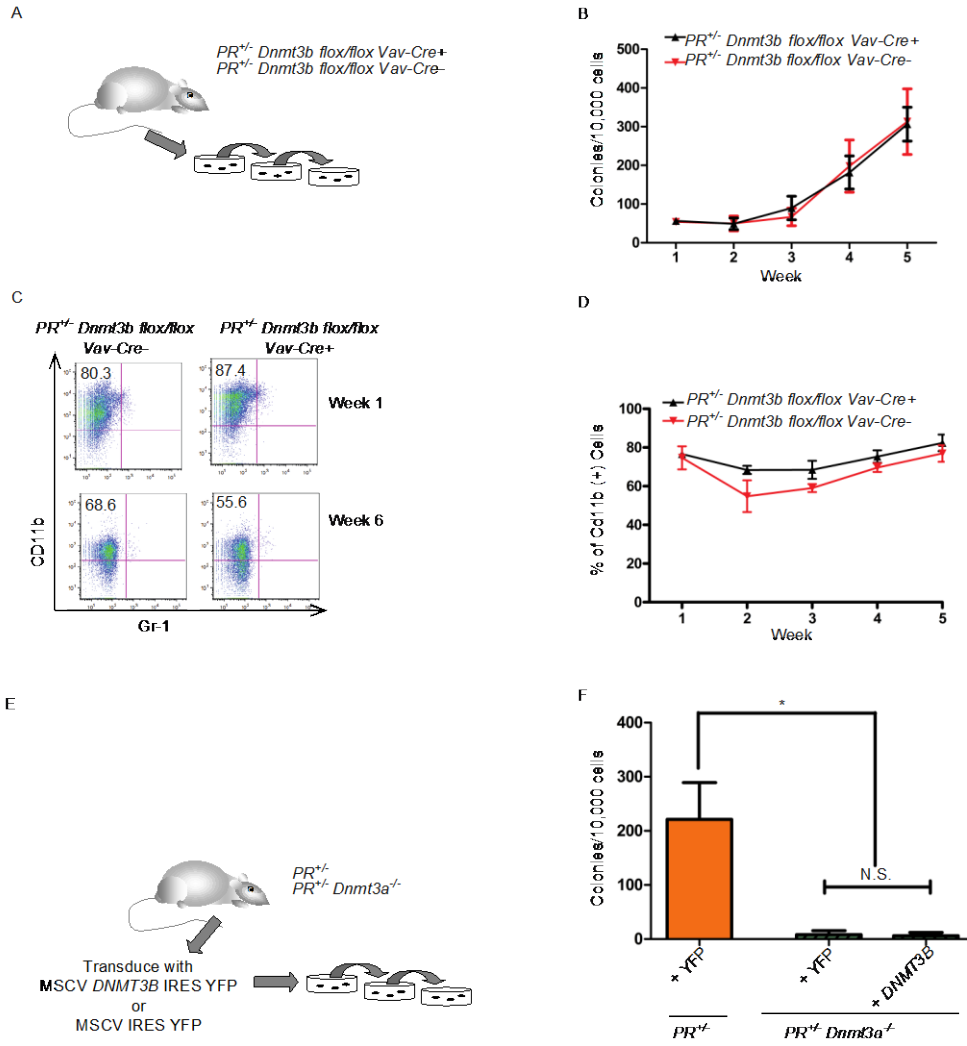 A
PR+/- Dnmt3b flox/flox Vav-Cre+
PR+/- Dnmt3b flox/flox Vav-Cre-
B
PR+/- Dnmt3b flox/flox Vav-Cre+
PR+/- Dnmt3b flox/flox Vav-Cre-
Colonies/10,000 cells
500
400
300
200
100
0
1 2 3 4 5
Week
C
PR+/- Dnmt3b flox/flox
Vav-Cre-
PR+/- Dnmt3b flox/flox
Vav-Cre+
80.3
87.4
Week 1
68.6
55.6
Week 6
CD11b
Gr-1
D
PR+/- Dnmt3b flox/flox Vav-Cre+
PR+/- Dnmt3b flox/flox Vav-Cre-
% of Cd11b (+) Cells
100
80
60
40
20
0
1 2 3 4 5
Week
E
PR+/-
PR+/- Dnmt3a-/-
Transduce with
MSCV DNMT3B IRES YFP
or
MSCV IRES YFP
F
Colonies/10,000 cells
400
300
200
100
0
*
N.S.
+ YFP
+ YFP
+ DNMT3B
PR+/-
PR+/- Dnmt3a-/-